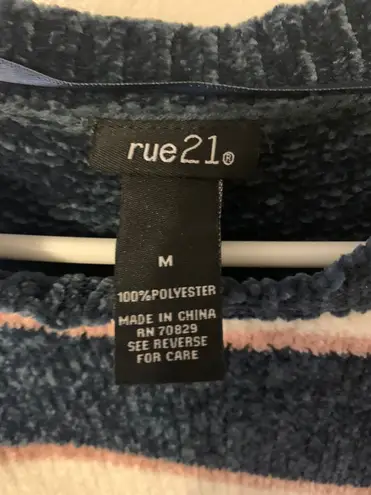 rue21®
M
100%POLYESTER
MADE IN CHINA
RN 70829
SEE REVERSE
FOR CARE